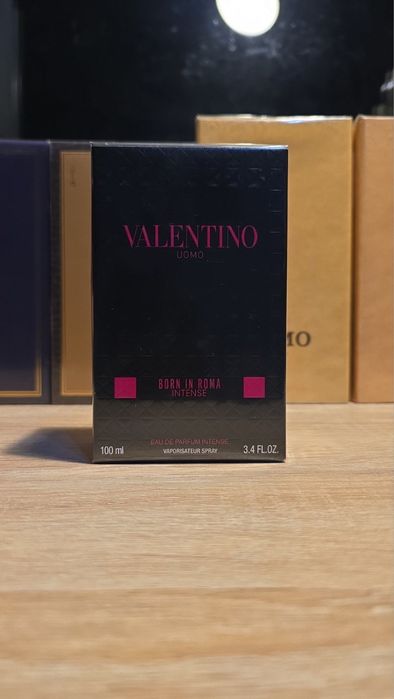 VALENTINO
UOMO
MO
BORN IN ROMA
INTENSE
EAU DE PARFUM INTENSE
100 ml VAPORISATEUR SPRAY 3.4 FL.OZ.